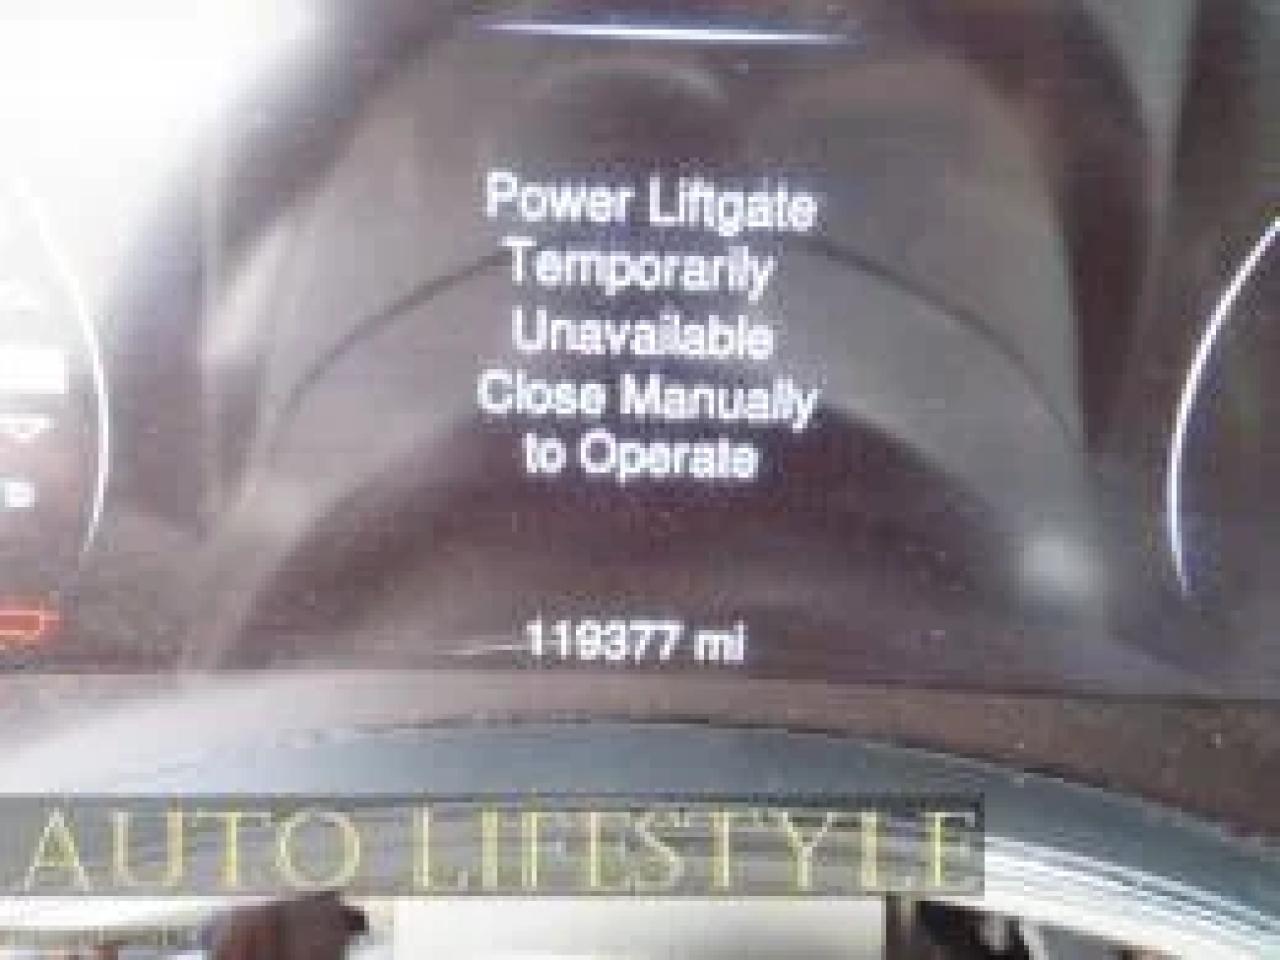 Power Liftgate
Temporarily
Unavailable
Close Manually
to Operate
119377 mi
AUTO LIFESTYLE